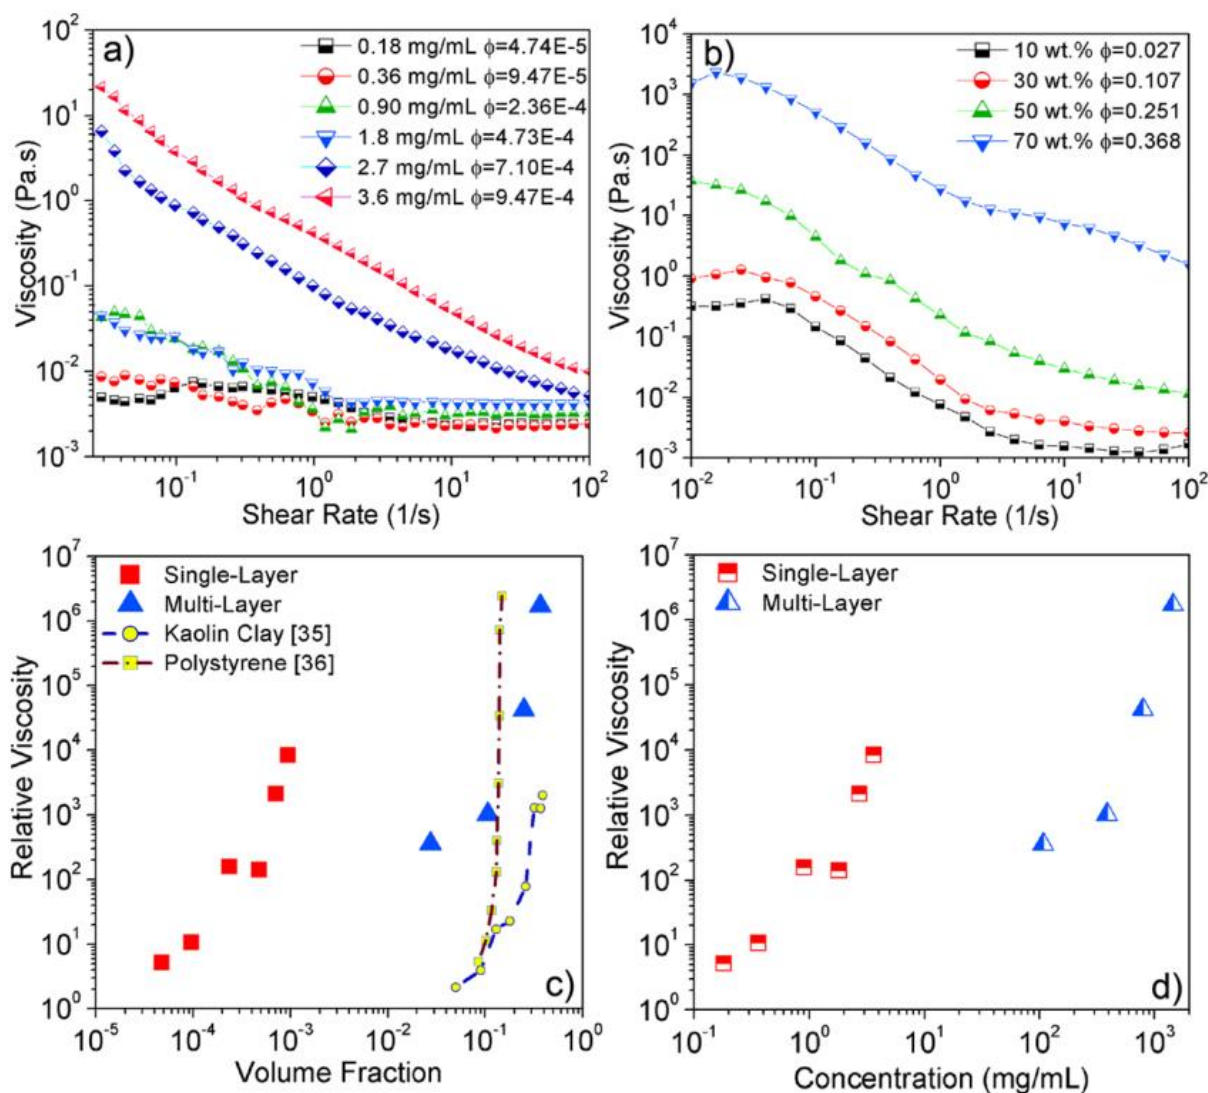 a)
0.18 mg/mL ϕ=4.74E-5
0.36 mg/mL ϕ=9.47E-5
0.90 mg/mL ϕ=2.36E-4
1.8 mg/mL ϕ=4.73E-4
2.7 mg/mL ϕ=7.10E-4
3.6 mg/mL ϕ=9.47E-4
Viscosity (Pa.s)
10²
10¹
10⁰
10⁻¹
10⁻²
10⁻³
10⁻¹ 10⁰ 10¹ 10²
Shear Rate (1/s)
b)
10 wt.% ϕ=0.027
30 wt.% ϕ=0.107
50 wt.% ϕ=0.251
70 wt.% ϕ=0.368
Viscosity (Pa.s)
10⁴
10³
10²
10¹
10⁰
10⁻¹
10⁻²
10⁻³
10⁻² 10⁻¹ 10⁰ 10¹ 10²
Shear Rate (1/s)
Single-Layer
Multi-Layer
Kaolin Clay [35]
Polystyrene [36]
Relative Viscosity
10⁷
10⁶
10⁵
10⁴
10³
10²
10¹
10⁰
c)
10⁻⁵ 10⁻⁴ 10⁻³ 10⁻² 10⁻¹ 10⁰
Volume Fraction
Single-Layer
Multi-Layer
Relative Viscosity
10⁷
10⁶
10⁵
10⁴
10³
10²
10¹
10⁰
d)
10⁻¹ 10⁰ 10¹ 10² 10³
Concentration (mg/mL)